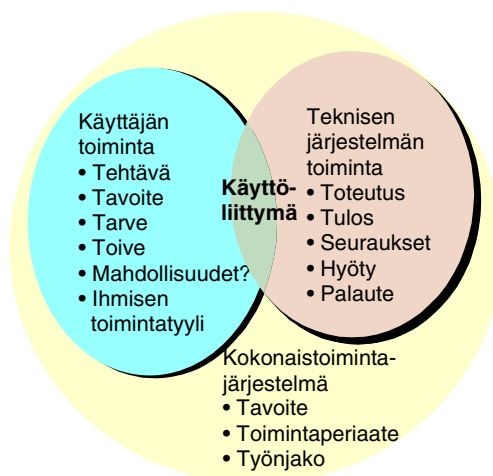 Käyttäjän
toiminta
• Tehtävä
• Tavoite
• Tarve
• Toive
• Mahdollisuudet?
• Ihmisen
toimintatyyli
Käyttö-
liittymä
Teknisen
järjestelmän
toiminta
• Toteutus
• Tulos
• Seuraukset
• Hyöty
• Palaute
Kokonaistoiminta-
järjestelmä
• Tavoite
• Toimintaperiaate
• Työnjako